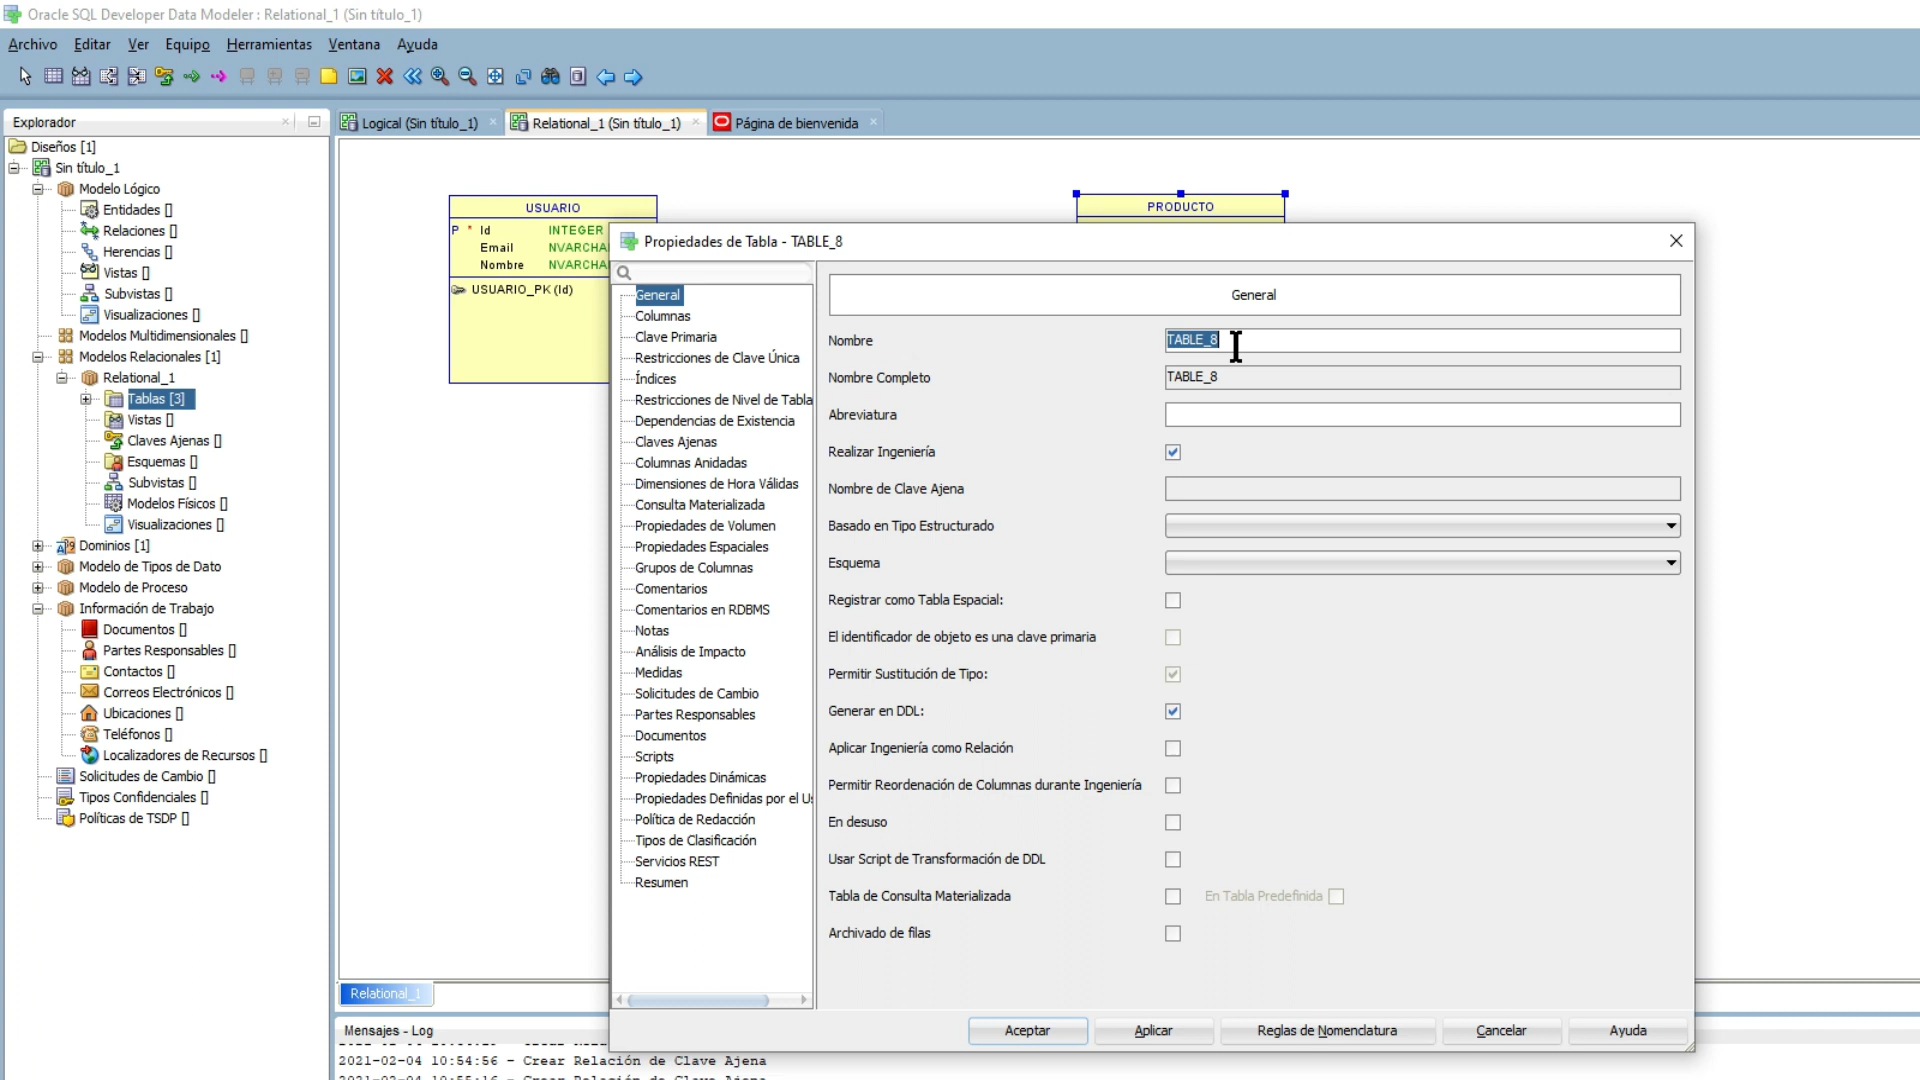 Oracle SQL Developer Data Modeler : Relational_1 (Sin título_1)
Archivo Editar Ver Equipo Herramientas Ventana Ayuda
Explorador
Logical (Sin título_1)
Relational_1 (Sin título_1)
Página de bienvenida
Diseños [1]
Sin título_1
Modelo Lógico
Entidades []
Relaciones []
Herencias []
Vistas []
Subvistas []
Visualizaciones []
Modelos Multidimensionales []
Modelos Relacionales [1]
Relational_1
Tablas [3]
Vistas []
Claves Ajenas []
Esquemas []
Subvistas []
Modelos Físicos []
Visualizaciones []
Dominios [1]
Modelo de Tipos de Dato
Modelo de Proceso
Información de Trabajo
Documentos []
Partes Responsables []
Contactos []
Correos Electrónicos []
Ubicaciones []
Teléfonos []
Localizadores de Recursos []
Solicitudes de Cambio []
Tipos Confidenciales []
Políticas de TSDP []
USUARIO
P * Id INTEGER
Email NVARCHA
Nombre NVARCHA
USUARIO_PK (Id)
PRODUCTO
Propiedades de Tabla - TABLE_8
General
Columnas
Clave Primaria
Restricciones de Clave Única
Índices
Restricciones de Nivel de Tabla
Dependencias de Existencia
Claves Ajenas
Columnas Anidadas
Dimensiones de Hora Válidas
Consulta Materializada
Propiedades de Volumen
Propiedades Espaciales
Grupos de Columnas
Comentarios
Comentarios en RDBMS
Notas
Análisis de Impacto
Medidas
Solicitudes de Cambio
Partes Responsables
Documentos
Scripts
Propiedades Dinámicas
Propiedades Definidas por el Us
Política de Redacción
Tipos de Clasificación
Servicios REST
Resumen
General
Nombre TABLE_8
Nombre Completo TABLE_8
Abreviatura
Realizar Ingeniería
Nombre de Clave Ajena
Basado en Tipo Estructurado
Esquema
Registrar como Tabla Espacial:
El identificador de objeto es una clave primaria
Permitir Sustitución de Tipo:
Generar en DDL:
Aplicar Ingeniería como Relación
Permitir Reordenación de Columnas durante Ingeniería
En desuso
Usar Script de Transformación de DDL
Tabla de Consulta Materializada En Tabla Predefinida
Archivado de filas
Aceptar Aplicar Reglas de Nomenclatura Cancelar Ayuda
Relational_1
Mensajes - Log
2021-02-04 10:54:56 - Crear Relación de Clave Ajena